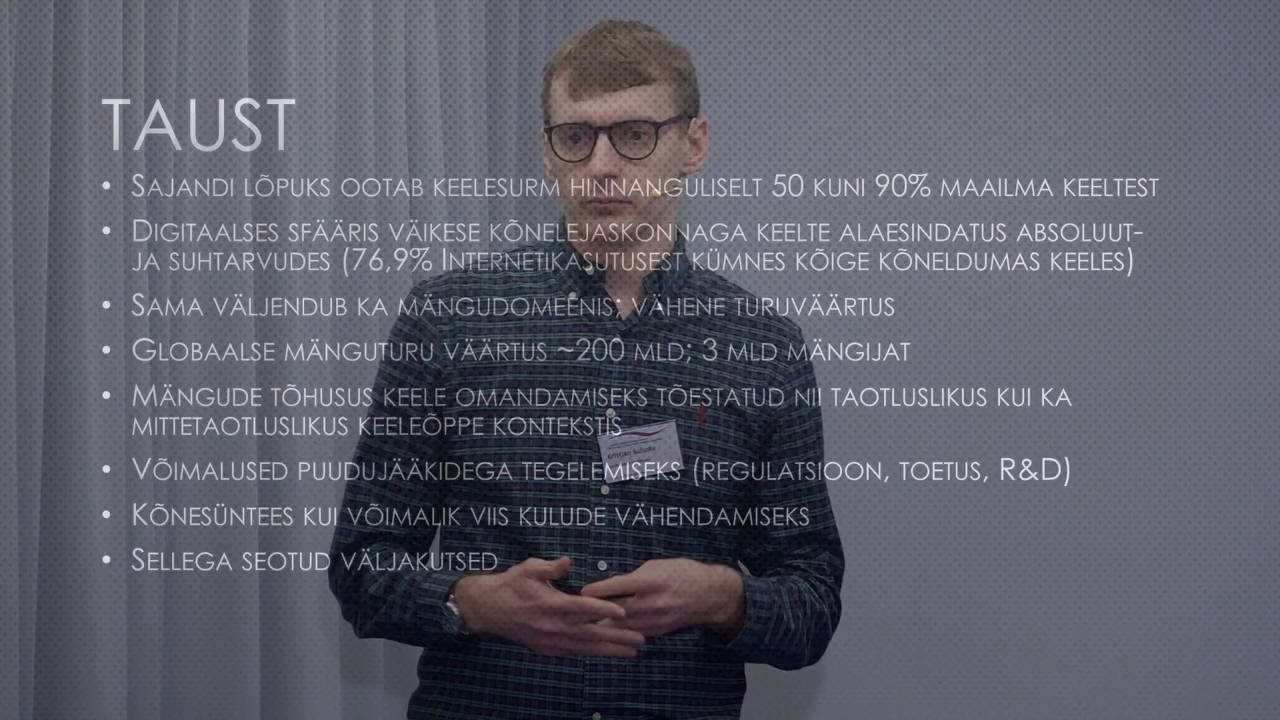 TAUST
• SAJANDI LÕPUKS OOTAB KEELESURM HINNANGULISELT 50 KUNI 90% MAAILMA KEELTEST
• DIGITAALSES SFÄÄRIS VÄIKESE KÕNELEJASKONNAGA KEELTE ALAESINDATUS ABSOLUUT-
JA SUHTARVUDES (76,9% INTERNETIKASUTUSEST KÜMNES KÕIGE KÕNELDUMAS KEELES)
• SAMA VÄLJENDUB KA MÄNGUDOMEENIS; VÄHENE TURUVÄÄRTUS
• GLOBAALSE MÄNGUTURU VÄÄRTUS ~200 MLD; 3 MLD MÄNGIJAT
• MÄNGUDE TÕHUSUS KEELE OMANDAMISEKS TÕESTATUD NII TAOTLUSLIKUS KUI KA
MITTETAOTLUSLIKUS KEELEÕPPE KONTEKSTIS
• VÕIMALUSED PUUDUJÄÄKIDEGA TEGELEMISEKS (REGULATSIOON, TOETUS, R&D)
• KÕNESÜNTEES KUI VÕIMALIK VIIS KULUDE VÄHENDAMISEKS
• SELLEGA SEOTUD VÄLJAKUTSED